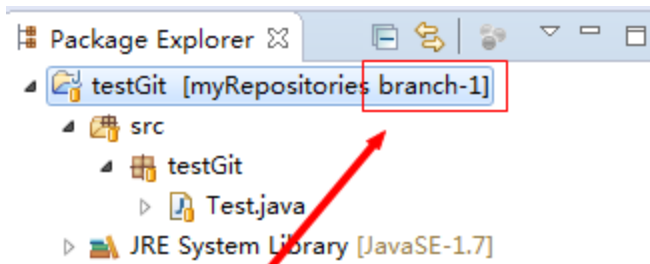 Package Explorer
testGit [myRepositories branch-1]
src
testGit
Test.java
JRE System Library [JavaSE-1.7]